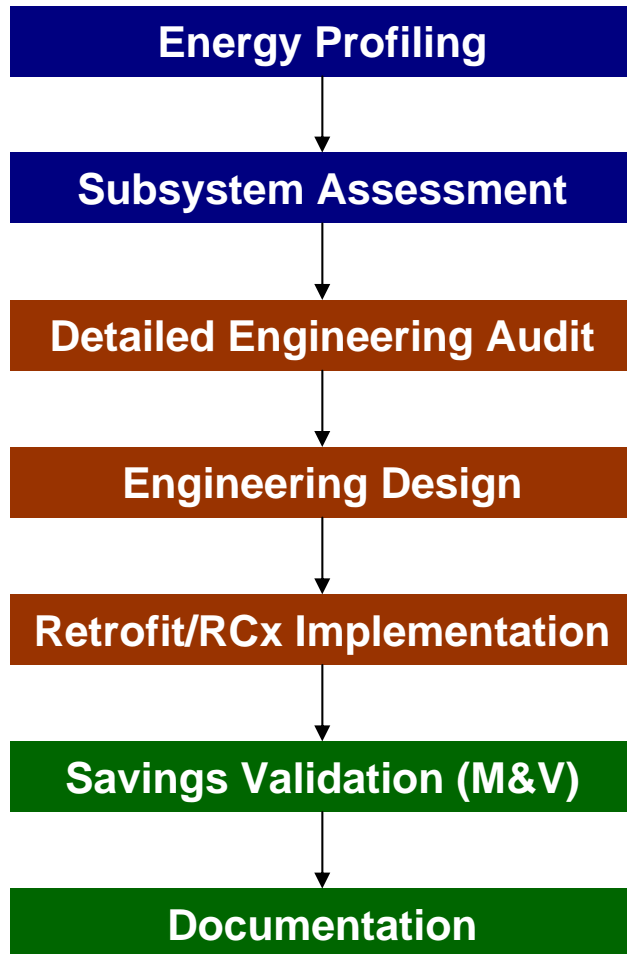 Energy Profiling
Subsystem Assessment
Detailed Engineering Audit
Engineering Design
Retrofit/RCx Implementation
Savings Validation (M&V)
Documentation